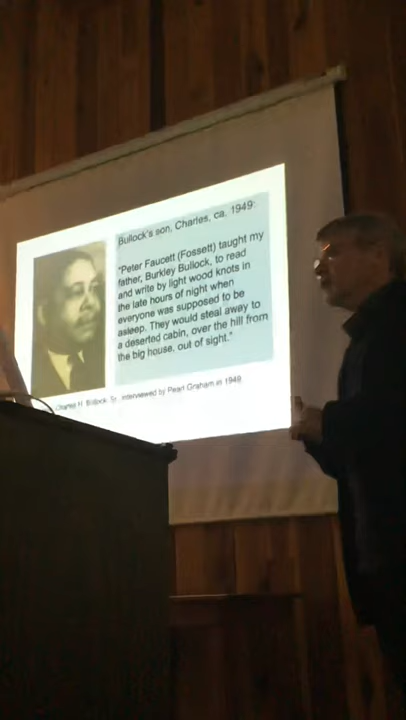 Bullock's son, Charles, ca. 1949:
"Peter Faucett (Fossett) taught my
father, Burkley Bullock, to read
and write by light wood knots in
the late hours of night when
everyone was supposed to be
asleep. They would steal away to
a deserted cabin, over the hill from
the big house, out of sight."
Charles H. Bullock, Sr., interviewed by Pearl Graham in 1949